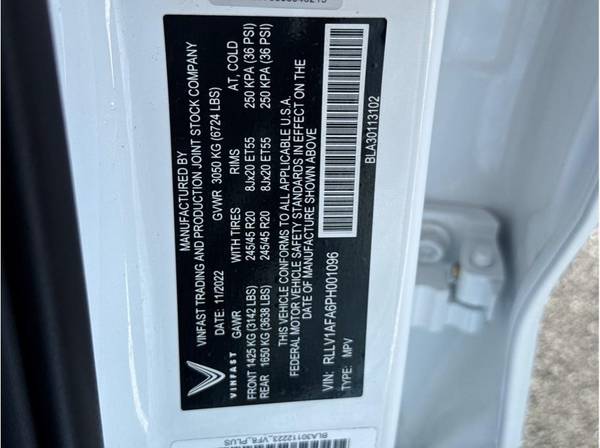 MANUFACTURED BY
VINFAST TRADING AND PRODUCTION JOINT STOCK COMPANY
DATE: 11/2022 GVWR 3050 KG (6724 LBS)
GAWR WITH TIRES RIMS AT, COLD
FRONT 1425 KG (3142 LBS) 245/45 R20 8Jx20 ET55 250 KPA (36 PSI)
REAR 1650 KG (3638 LBS) 245/45 R20 8Jx20 ET55 250 KPA (36 PSI)
THIS VEHICLE CONFORMS TO ALL APPLICABLE U.S.A.
FEDERAL MOTOR VEHICLE SAFETY STANDARDS IN EFFECT ON THE
DATE OF MANUFACTURE SHOWN ABOVE
VIN: RLLV1AFA6PH001096
TYPE: MPV BLA30113102
VINFAST
BLA30112223_VF8_PLUS